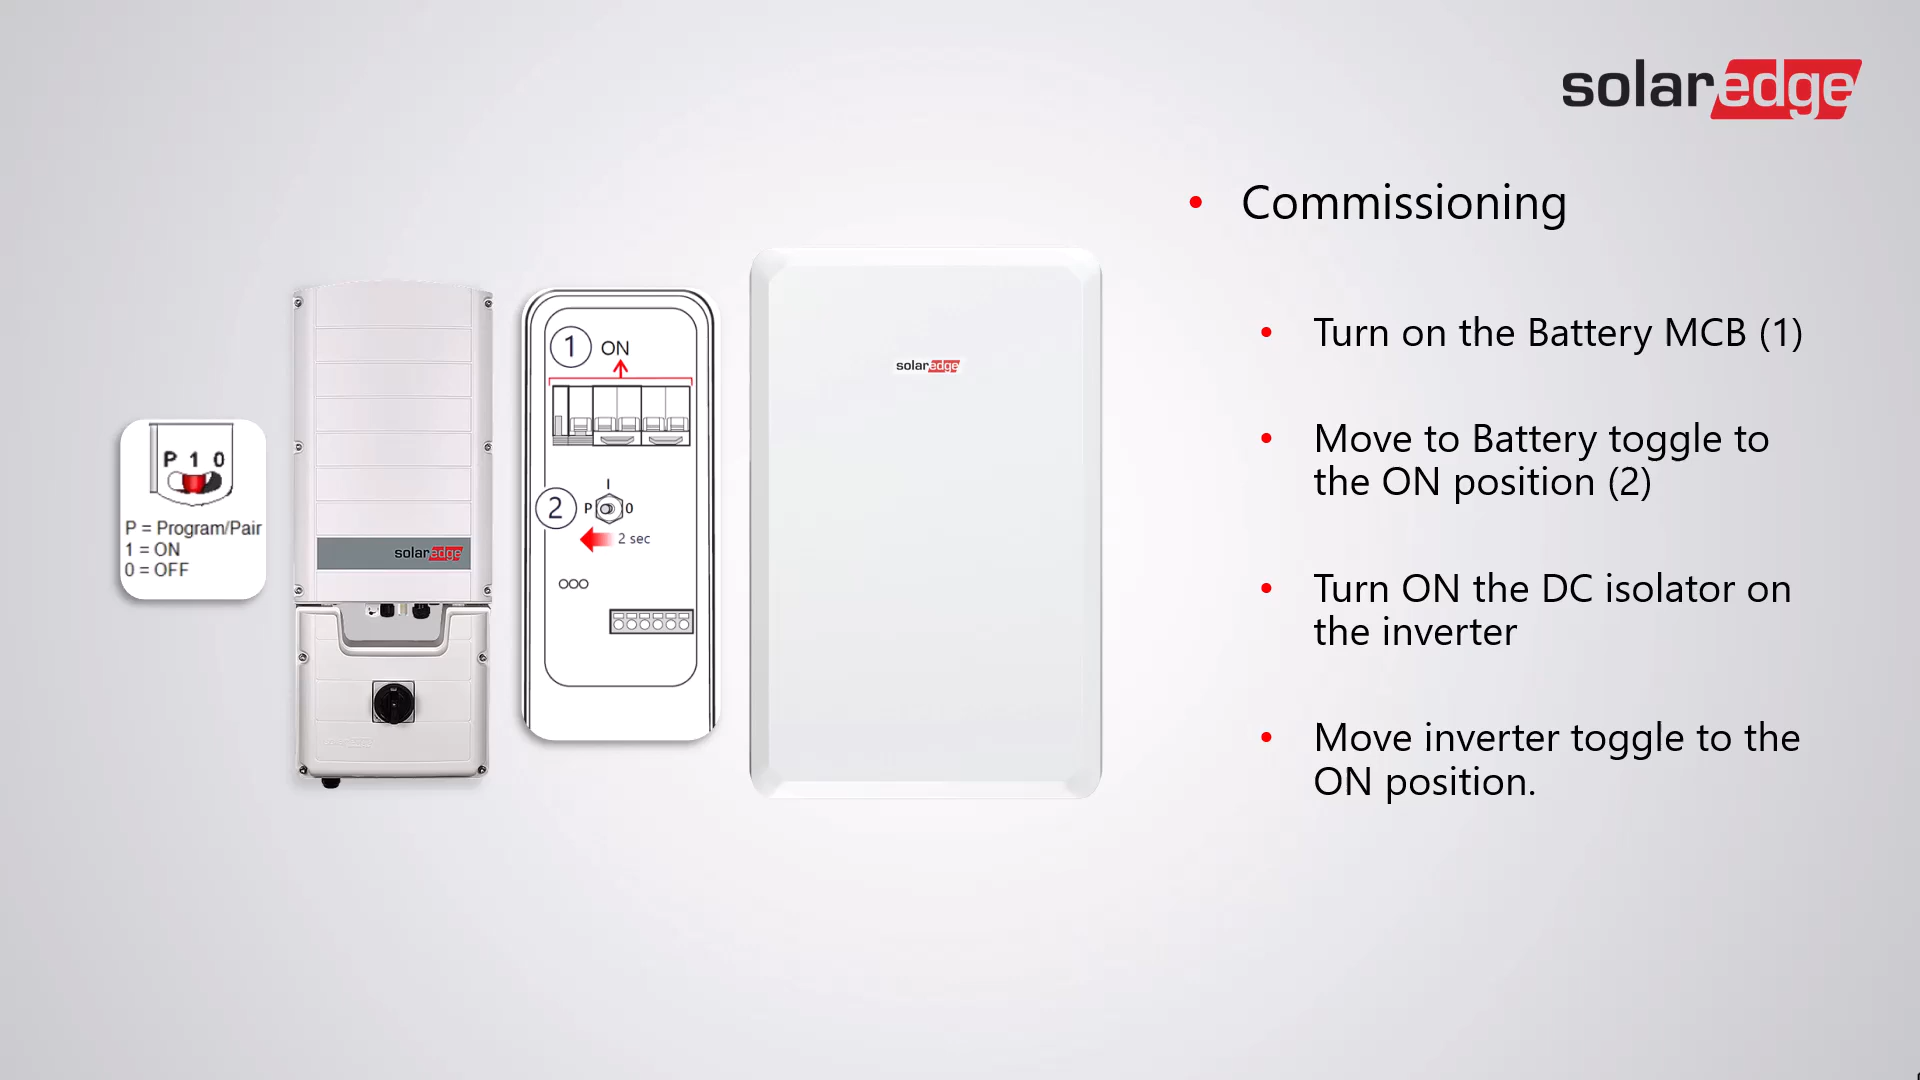 solaredge
Commissioning
Turn on the Battery MCB (1)
Move to Battery toggle to
the ON position (2)
Turn ON the DC isolator on
the inverter
Move inverter toggle to the
ON position.
P 1 0
P = Program/Pair
1 = ON
0 = OFF
solaredge
1 ON
I
2 P 0
2 sec
solaredge